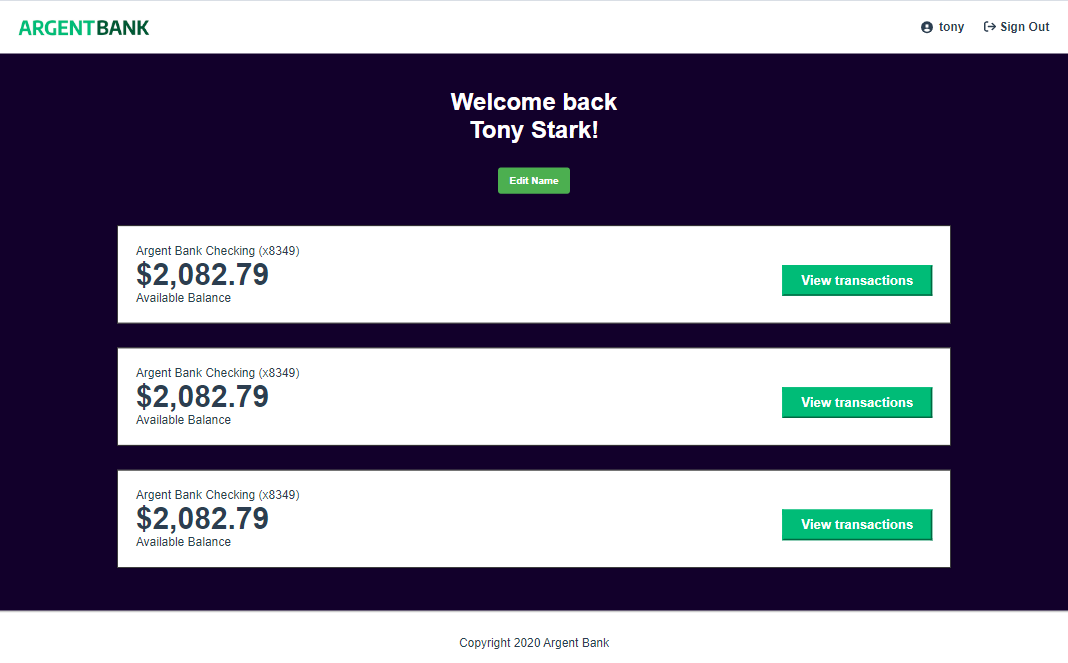 ARGENTBANK
tony Sign Out
Welcome back
Tony Stark!
Edit Name
Argent Bank Checking (x8349)
$2,082.79
Available Balance
View transactions
Argent Bank Checking (x8349)
$2,082.79
Available Balance
View transactions
Argent Bank Checking (x8349)
$2,082.79
Available Balance
View transactions
Copyright 2020 Argent Bank